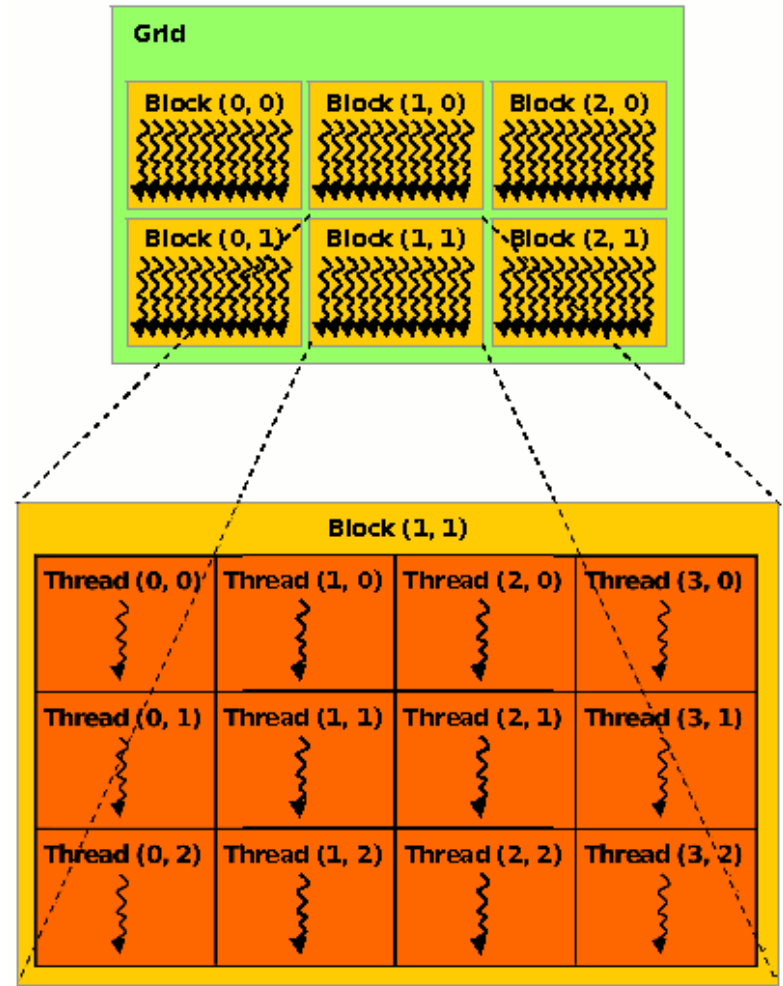 Grid
Block (0, 0) Block (1, 0) Block (2, 0)
Block (0, 1) Block (1, 1) Block (2, 1)
Block (1, 1)
Thread (0, 0) Thread (1, 0) Thread (2, 0) Thread (3, 0)
Thread (0, 1) Thread (1, 1) Thread (2, 1) Thread (3, 1)
Thread (0, 2) Thread (1, 2) Thread (2, 2) Thread (3, 2)